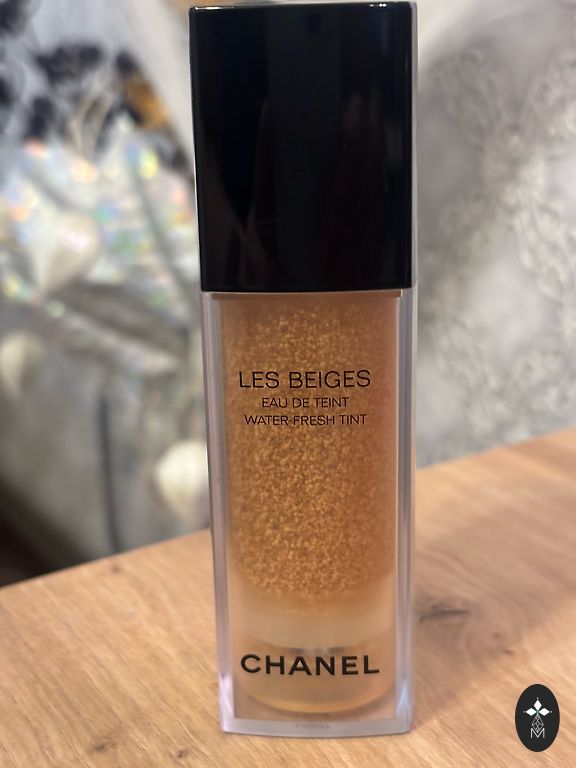 LES BEIGES
EAU DE TEINT
WATER-FRESH TINT
CHANEL
M